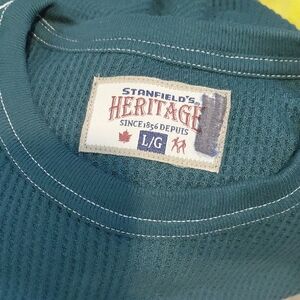 STANFIELD'S
HERITAGE
SINCE 1856 DEPUIS
L/G